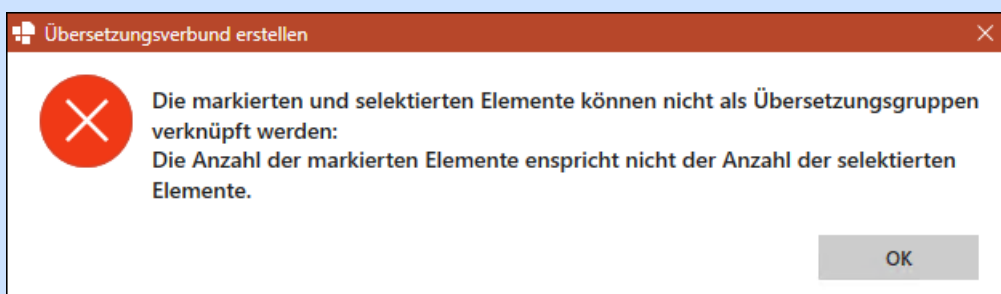 Übersetzungsverbund erstellen
Die markierten und selektierten Elemente können nicht als Übersetzungsgruppen
verknüpft werden:
Die Anzahl der markierten Elemente enspricht nicht der Anzahl der selektierten
Elemente.
OK